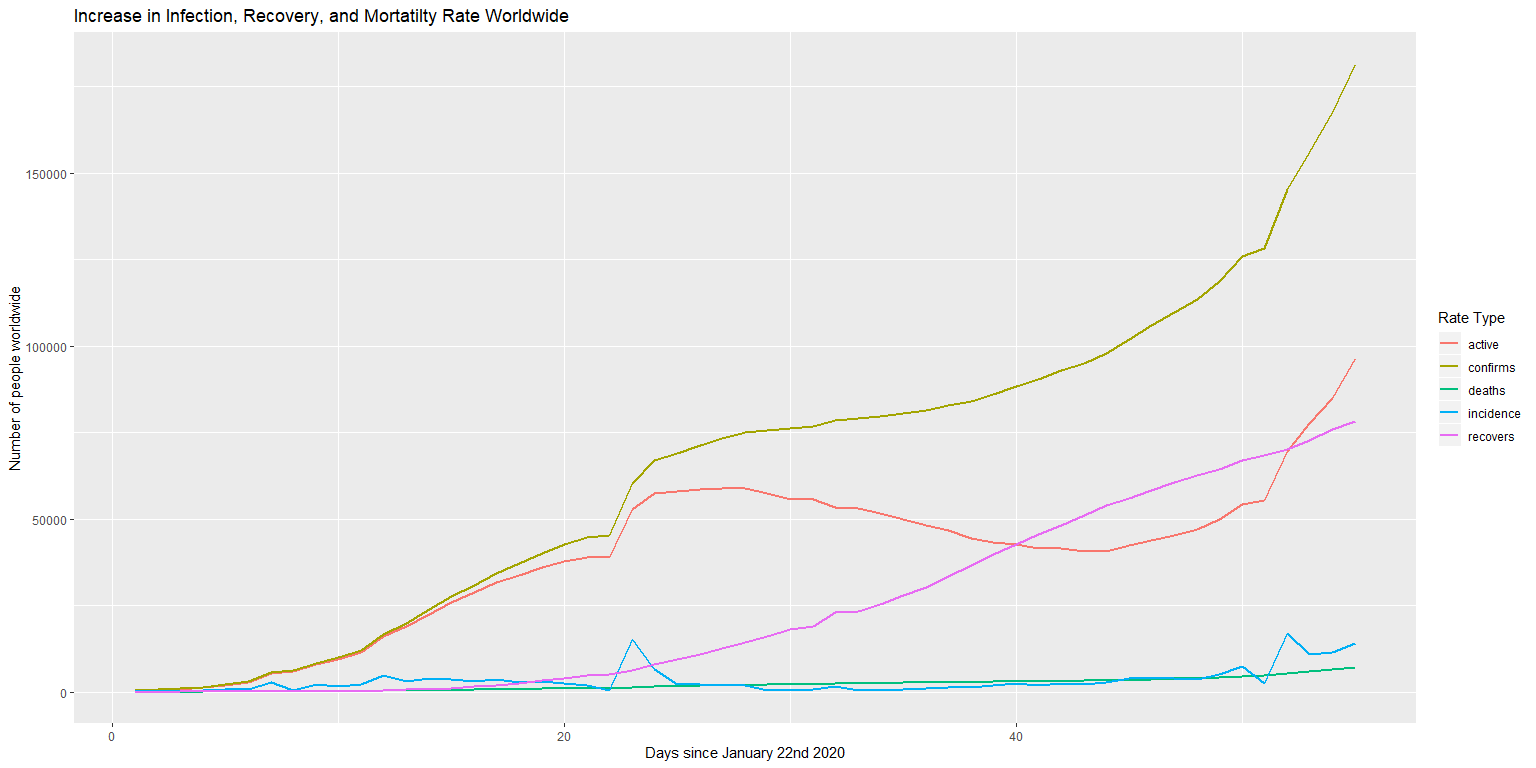 Increase in Infection, Recovery, and Mortatilty Rate Worldwide
Number of people worldwide
150000
100000
50000
0
0
20
40
Days since January 22nd 2020
Rate Type
active
confirms
deaths
incidence
recovers